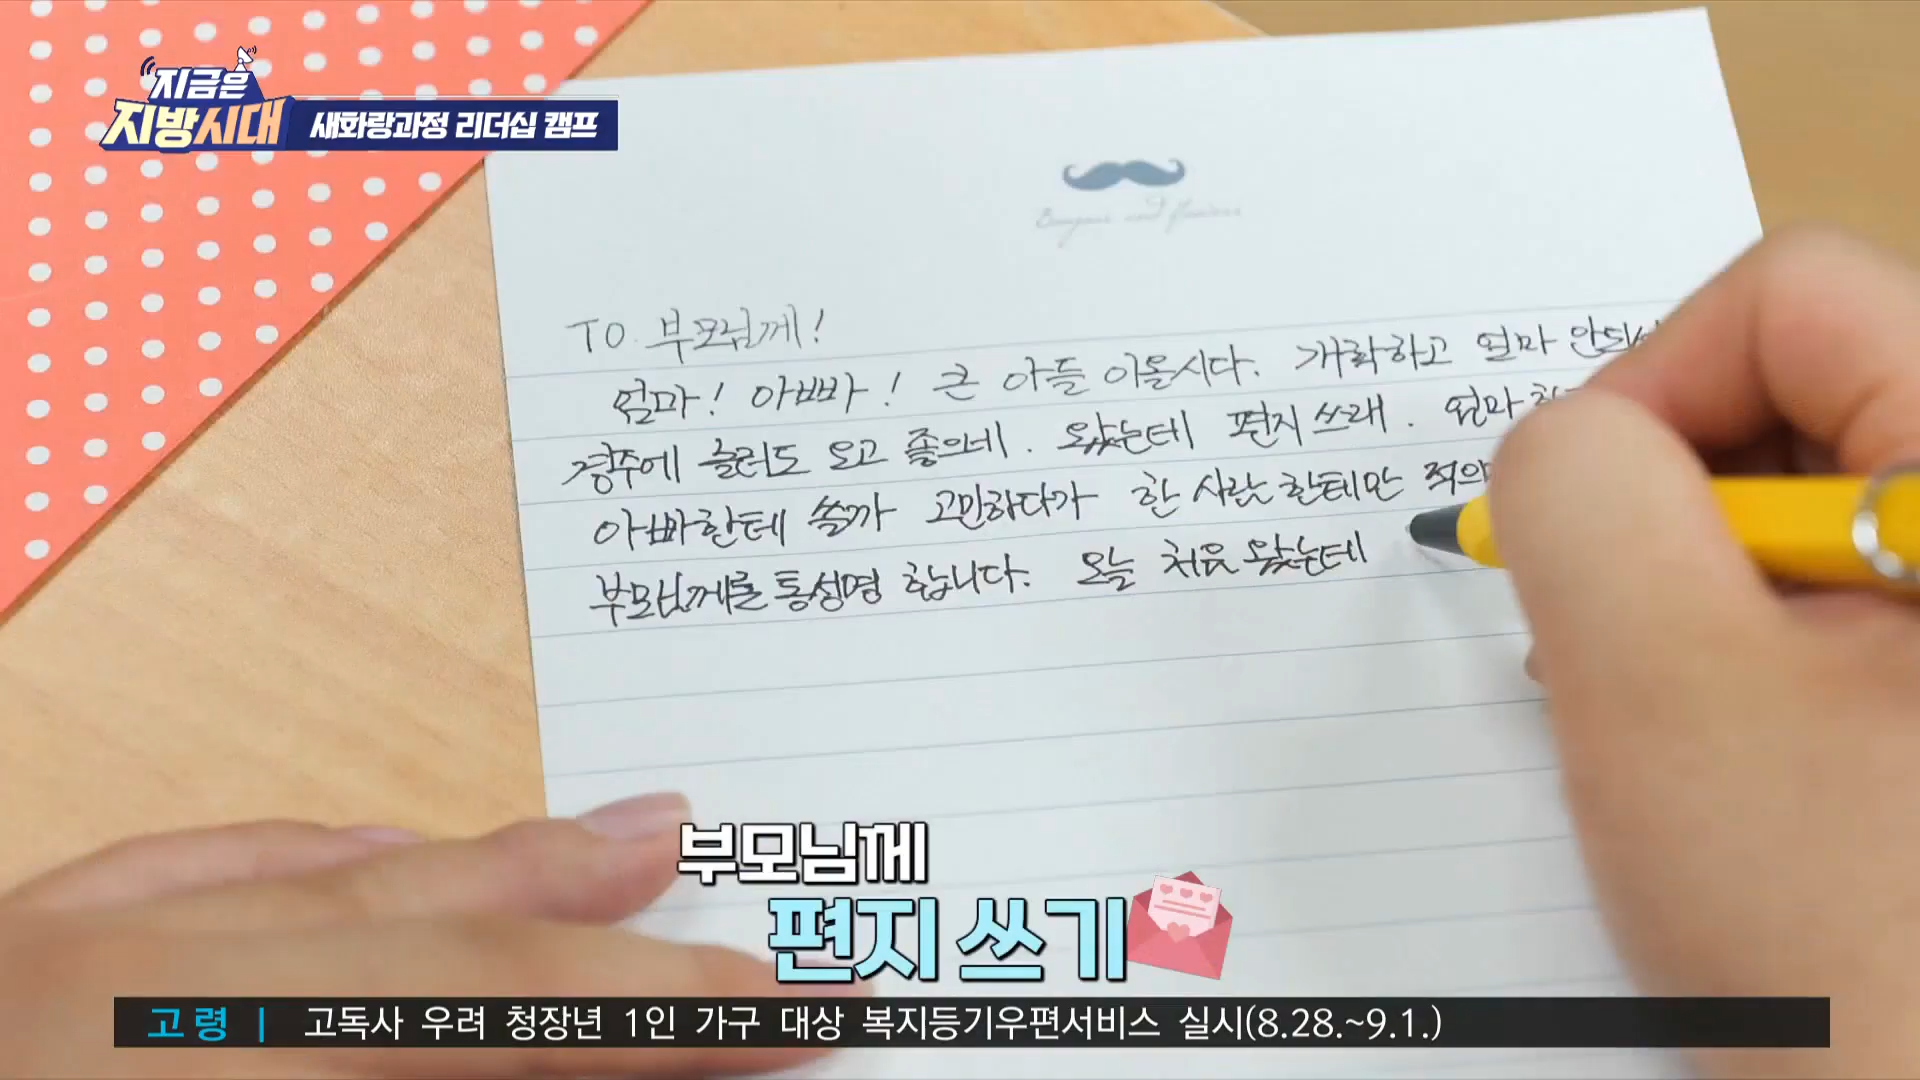 지금은
지방시대
새화랑과정 리더십 캠프
TO. 부모님께!
엄마! 아빠! 큰 아들 이올시다. 개학하고 얼마 안되서
경주에 놀러도 오고 좋으네. 왔는데 편지 쓰래. 엄마한
아빠한테 쓸까 고민하다가 한 사람한테만 적으
부모님께를 통성명 합니다. 오늘 처음 왔는데
부모님께
편지 쓰기
고령 | 고독사 우려 청장년 1인 가구 대상 복지등기우편서비스 실시(8.28.~9.1.)